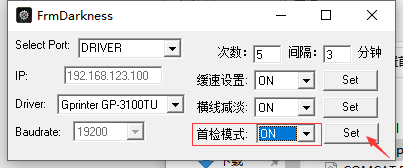 FrmDarkness
Select Port: DRIVER
次数: 5 间隔: 3 分钟
IP: 192.168.123.100
缓速设置: ON Set
Driver: Gprinter GP-3100TU
横线减淡: ON Set
Baudrate: 19200
首检模式: ON Set
下载